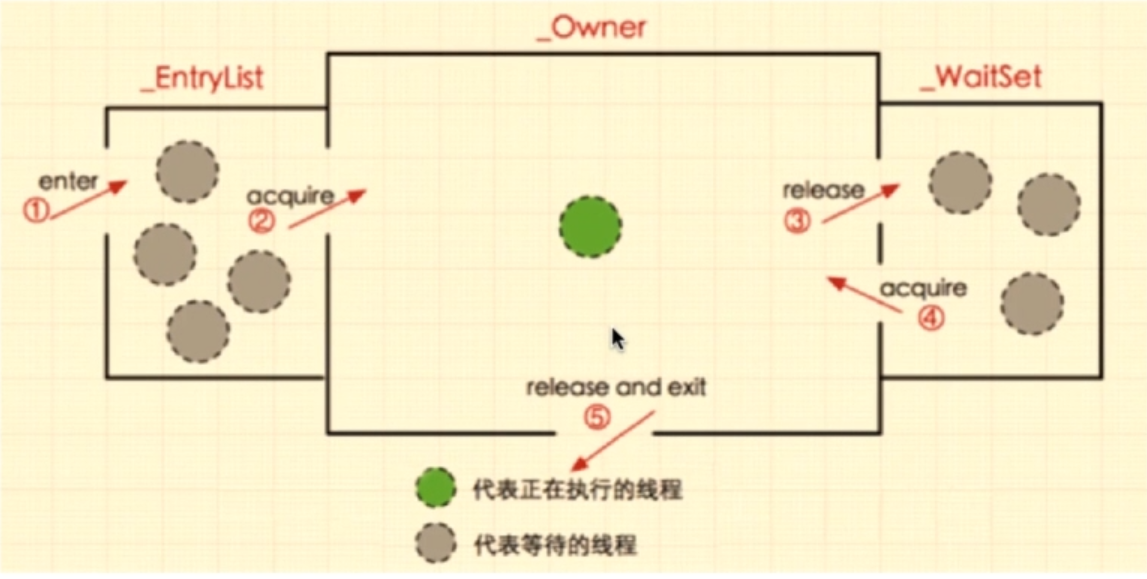 _Owner
_EntryList
_WaitSet
enter
①
acquire
②
release
③
acquire
④
release and exit
⑤
代表正在执行的线程
代表等待的线程